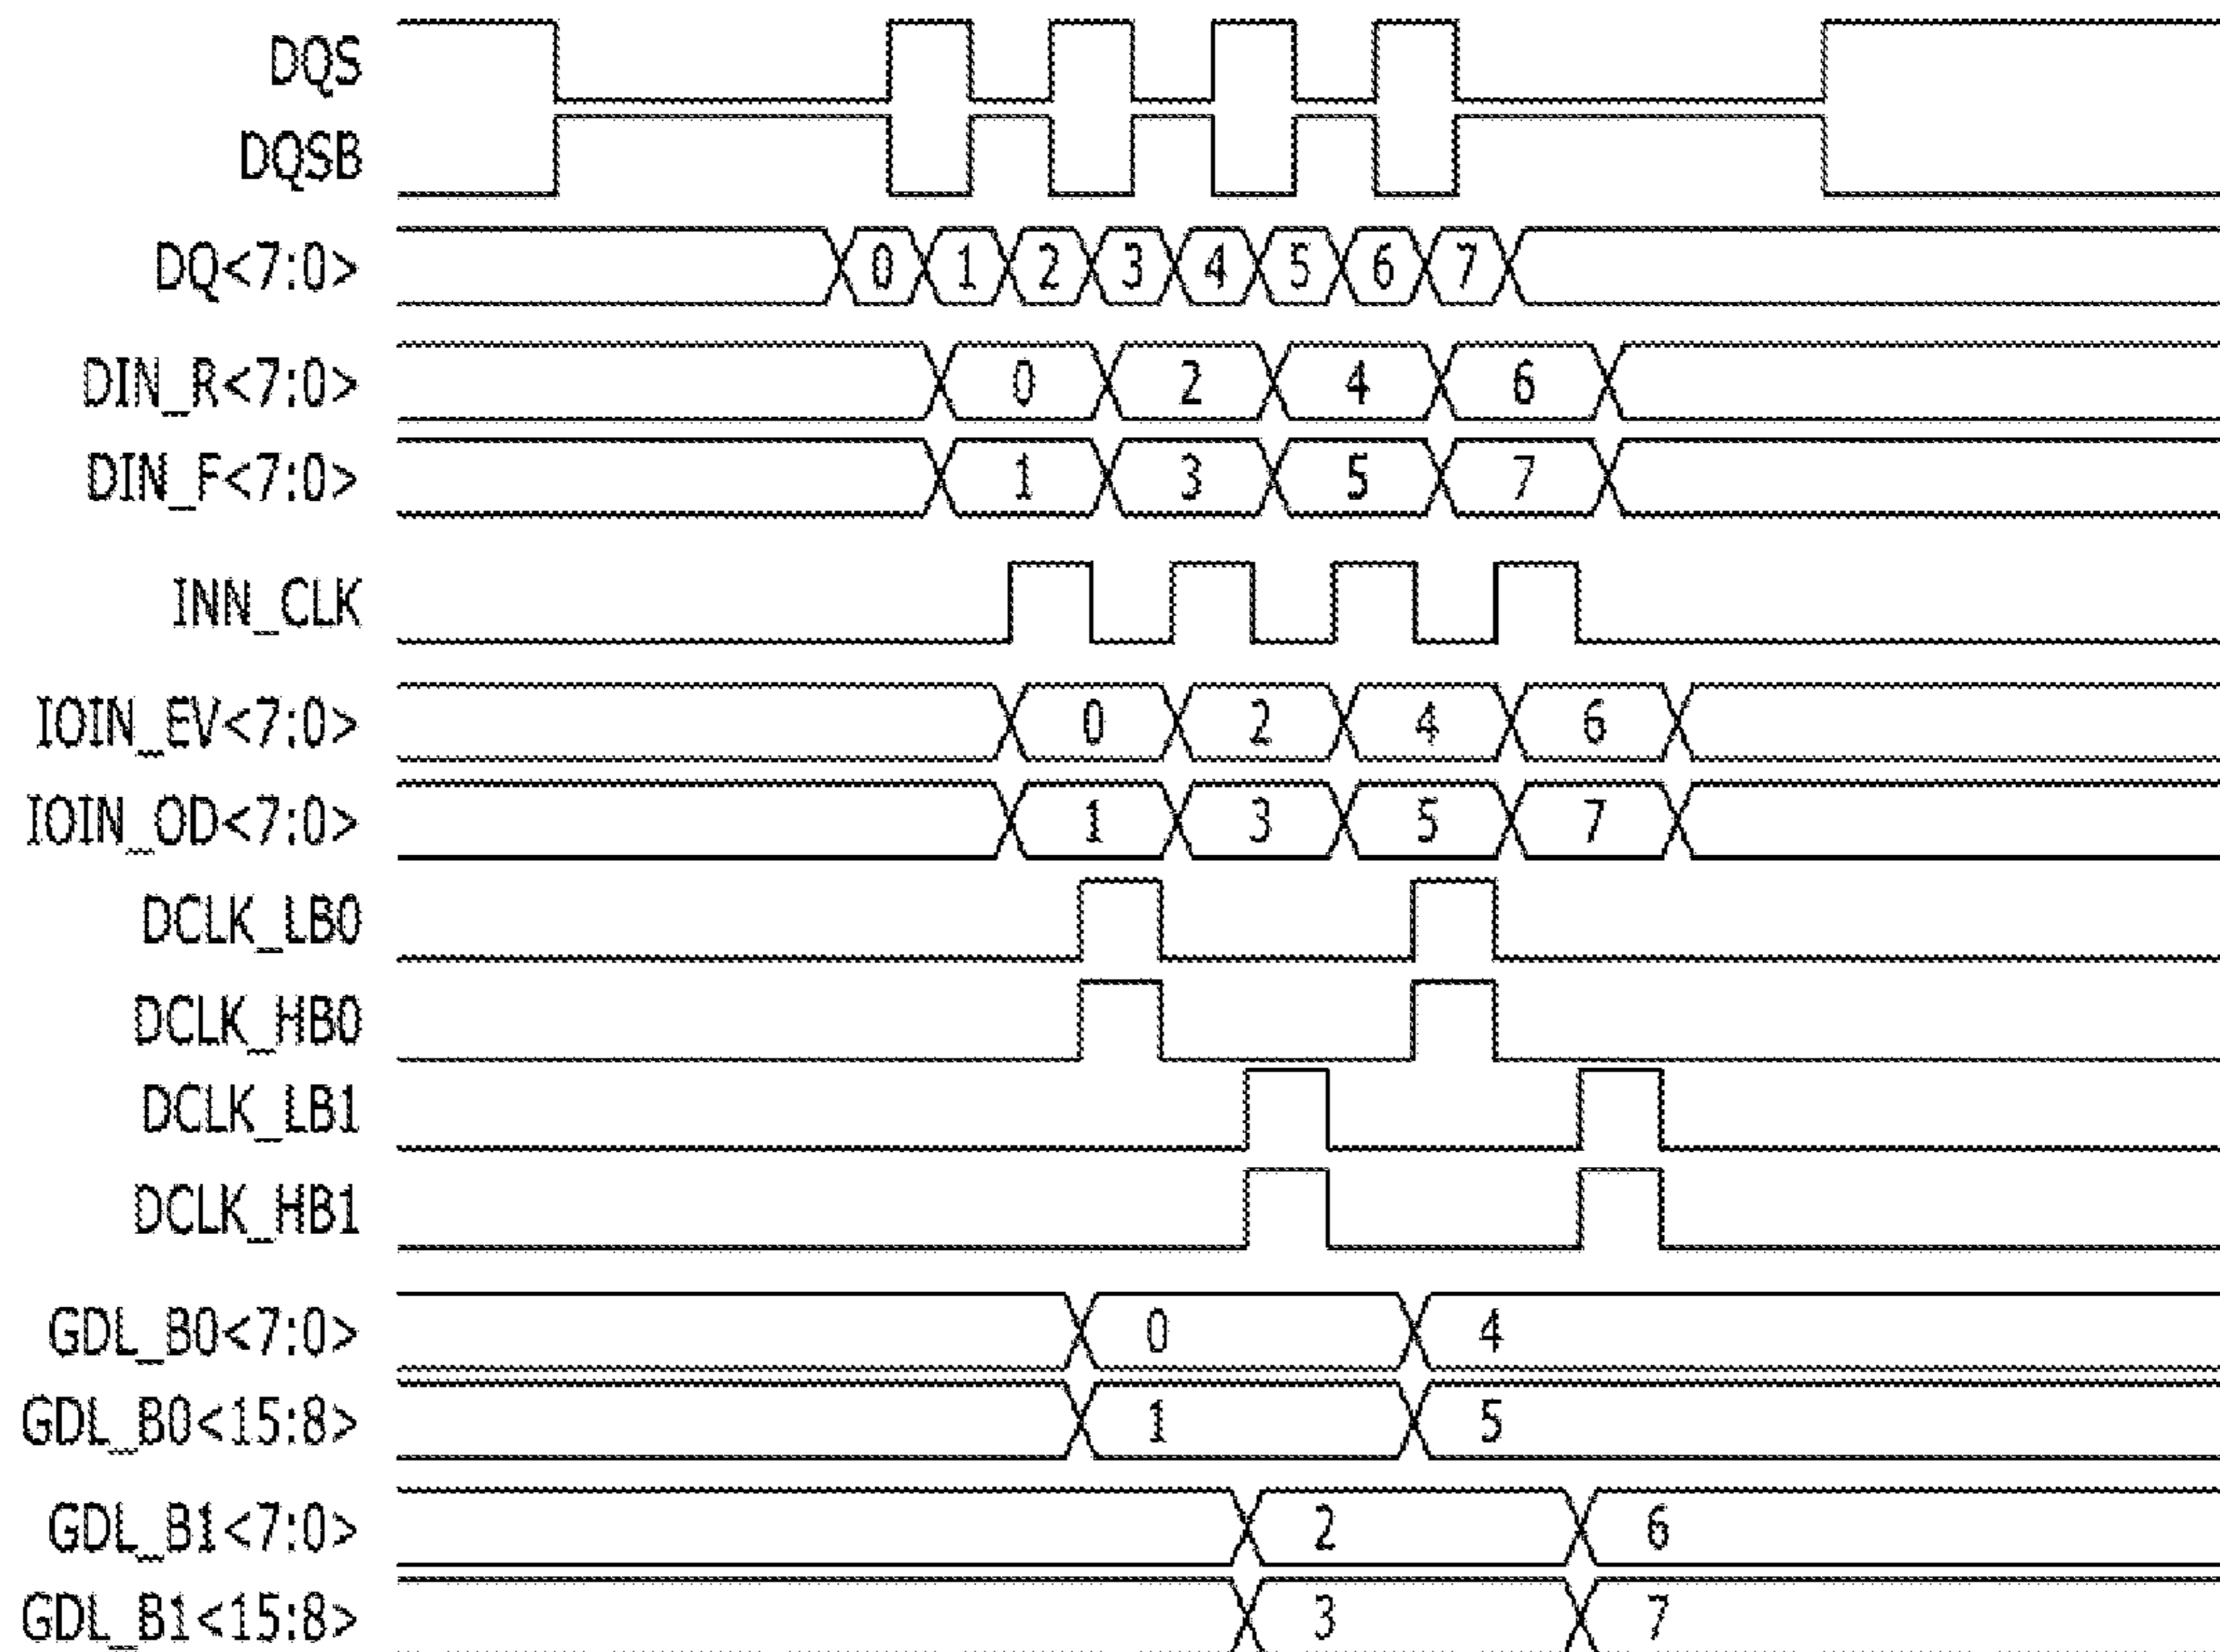 DQS
DQSB
DQ<7:0> 0 1 2 3 4 5 6 7
DIN_R<7:0> 0 2 4 6
DIN_F<7:0> 1 3 5 7
INN_CLK
IOIN_EV<7:0> 0 2 4 6
IOIN_OD<7:0> 1 3 5 7
DCLK_LB0
DCLK_HB0
DCLK_LB1
DCLK_HB1
GDL_B0<7:0> 0 4
GDL_B0<15:8> 1 5
GDL_B1<7:0> 2 6
GDL_B1<15:8> 3 7